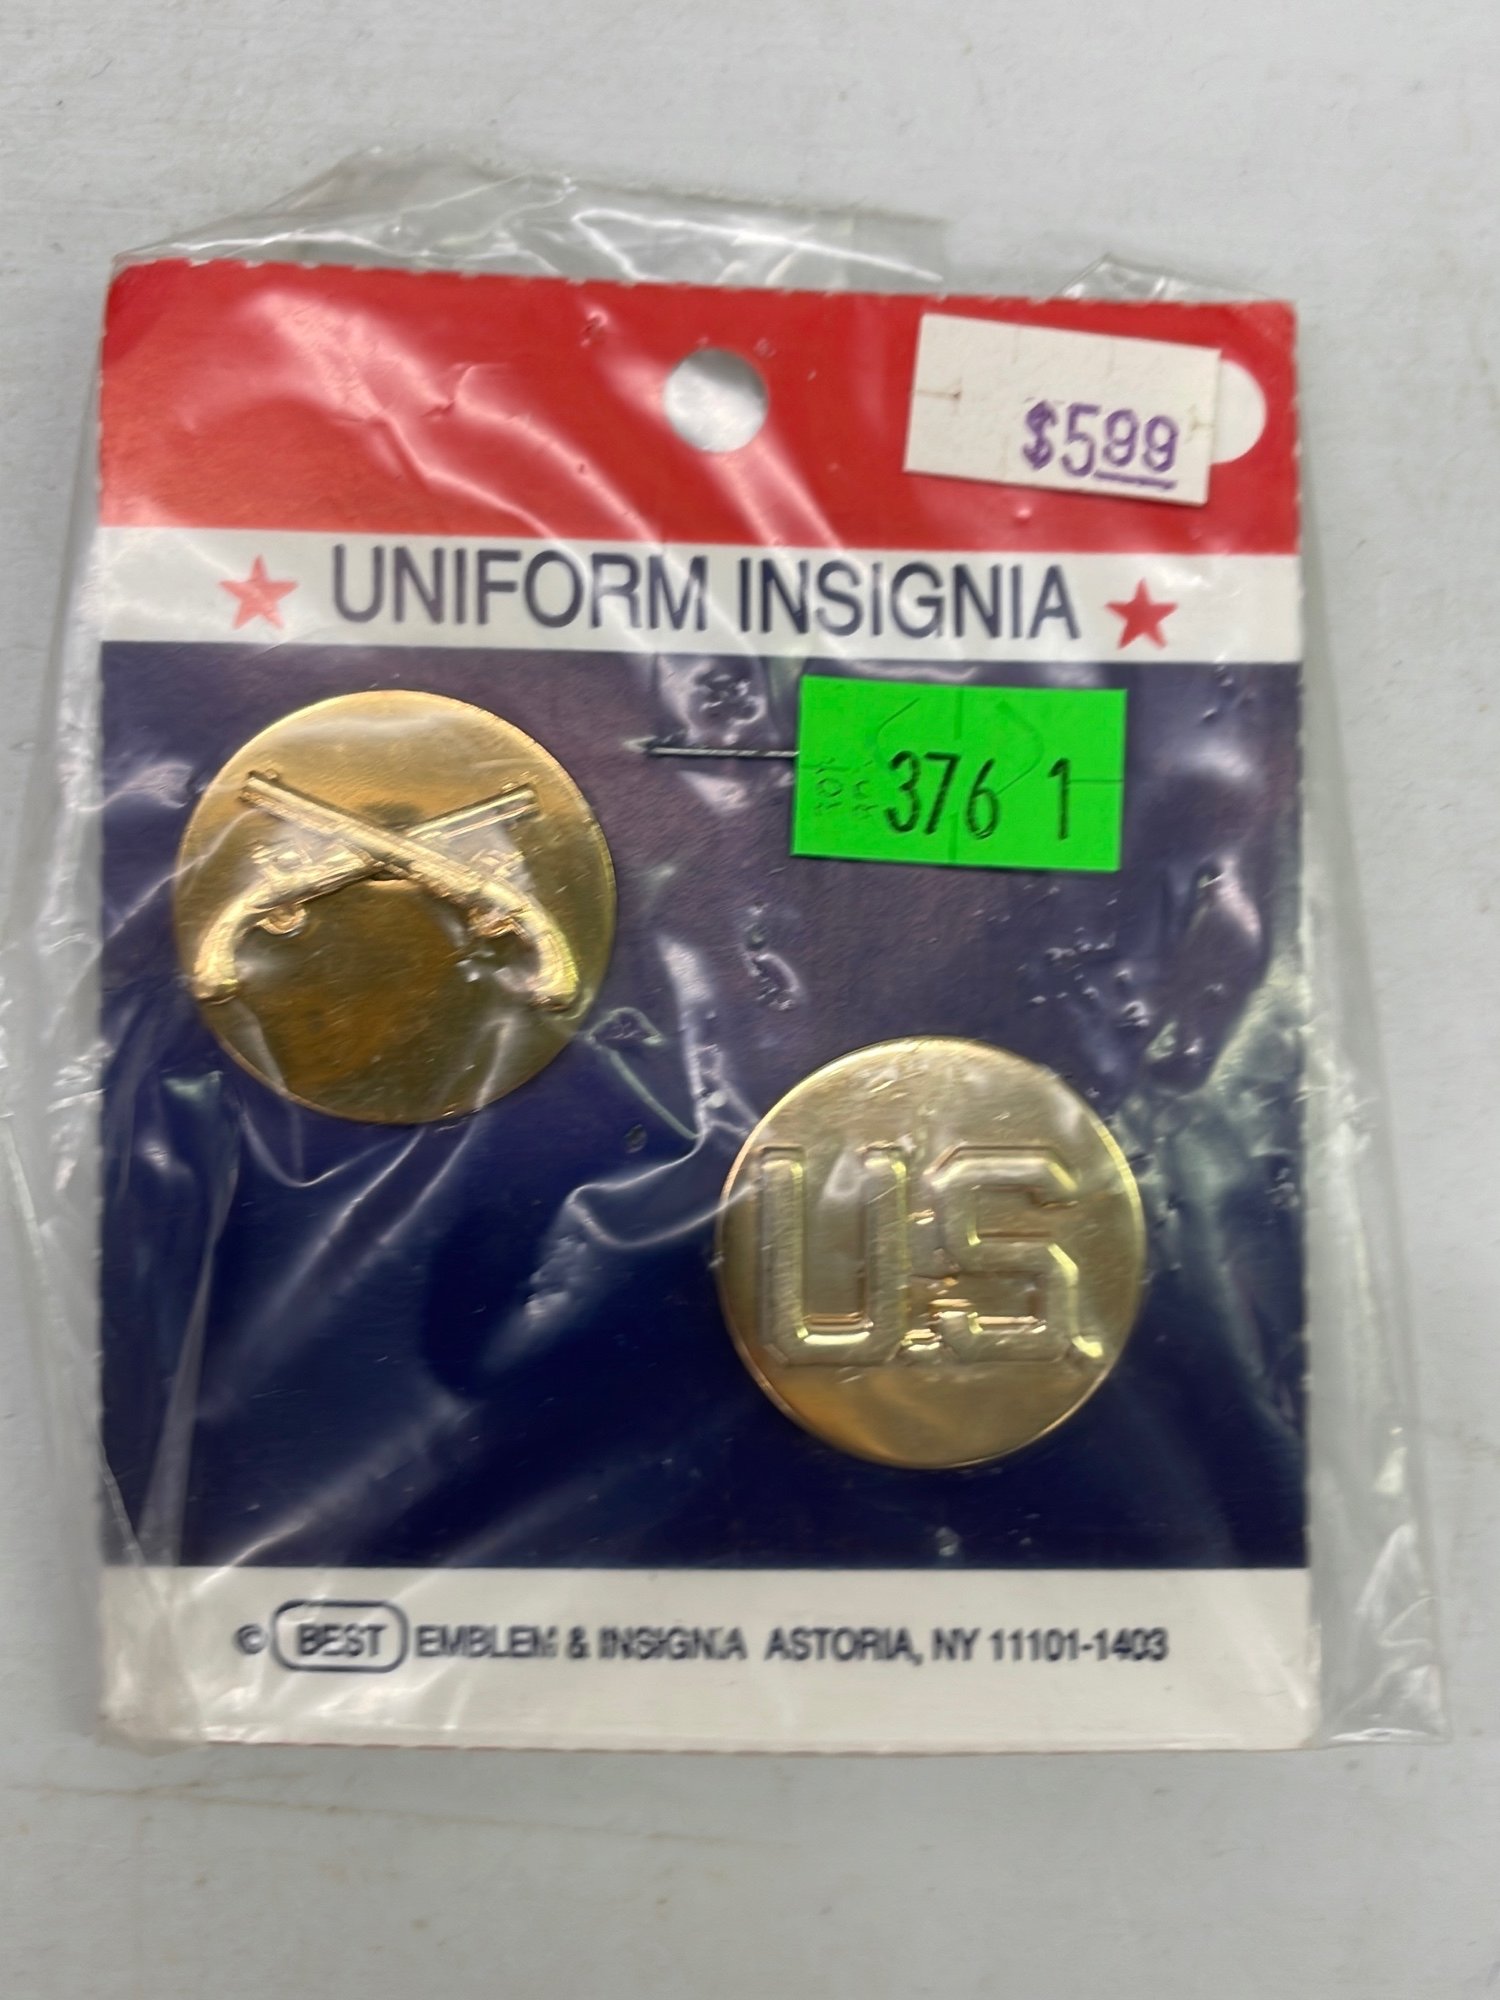 $5.99
UNIFORM INSIGNIA
376 1
U.S.
© BEST EMBLEM & INSIGNIA ASTORIA, NY 11101-1403